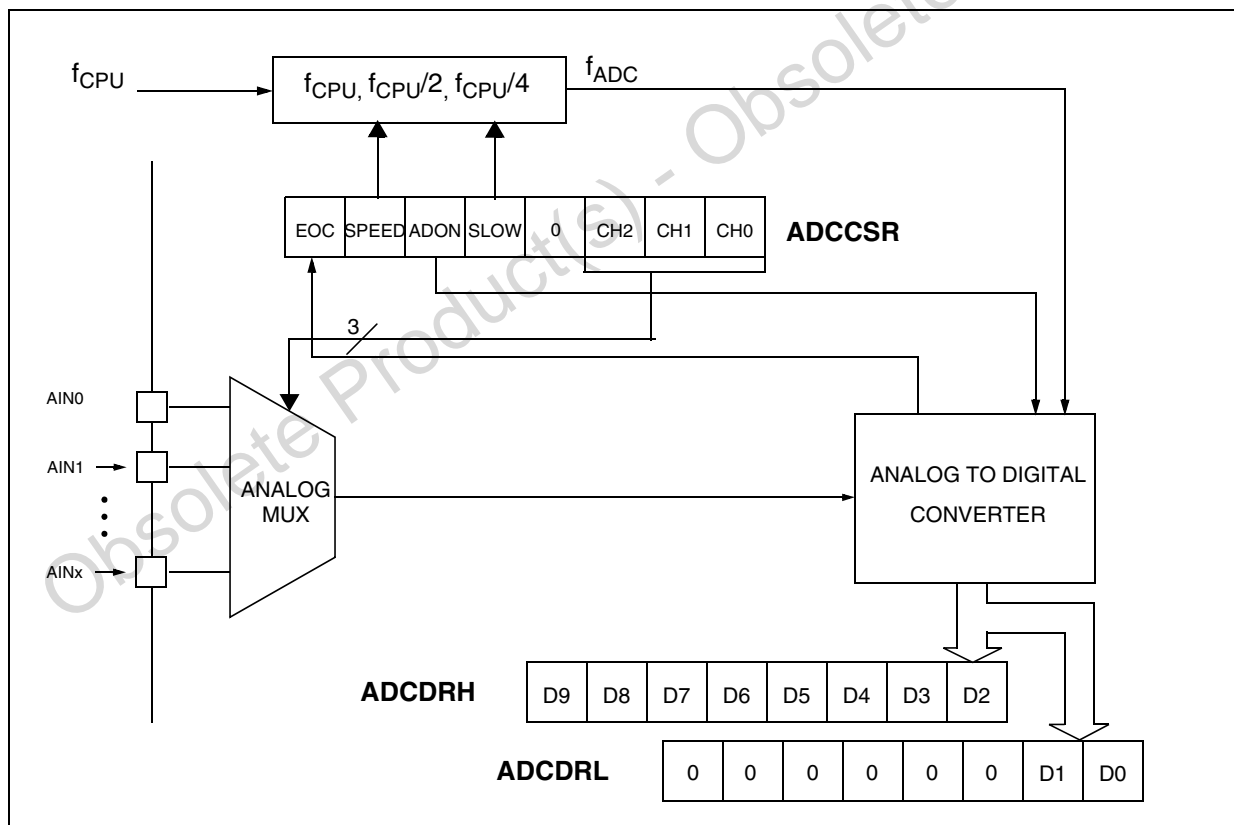 fCPU
fCPU, fCPU/2, fCPU/4
fADC
EOC SPEED ADON SLOW 0 CH2 CH1 CH0
ADCCSR
3
AIN0
AIN1
AINx
ANALOG
MUX
ANALOG TO DIGITAL
CONVERTER
ADCDRH
D9 D8 D7 D6 D5 D4 D3 D2
ADCDRL
0 0 0 0 0 0 D1 D0
Obsolete Product(s) - Obsolete